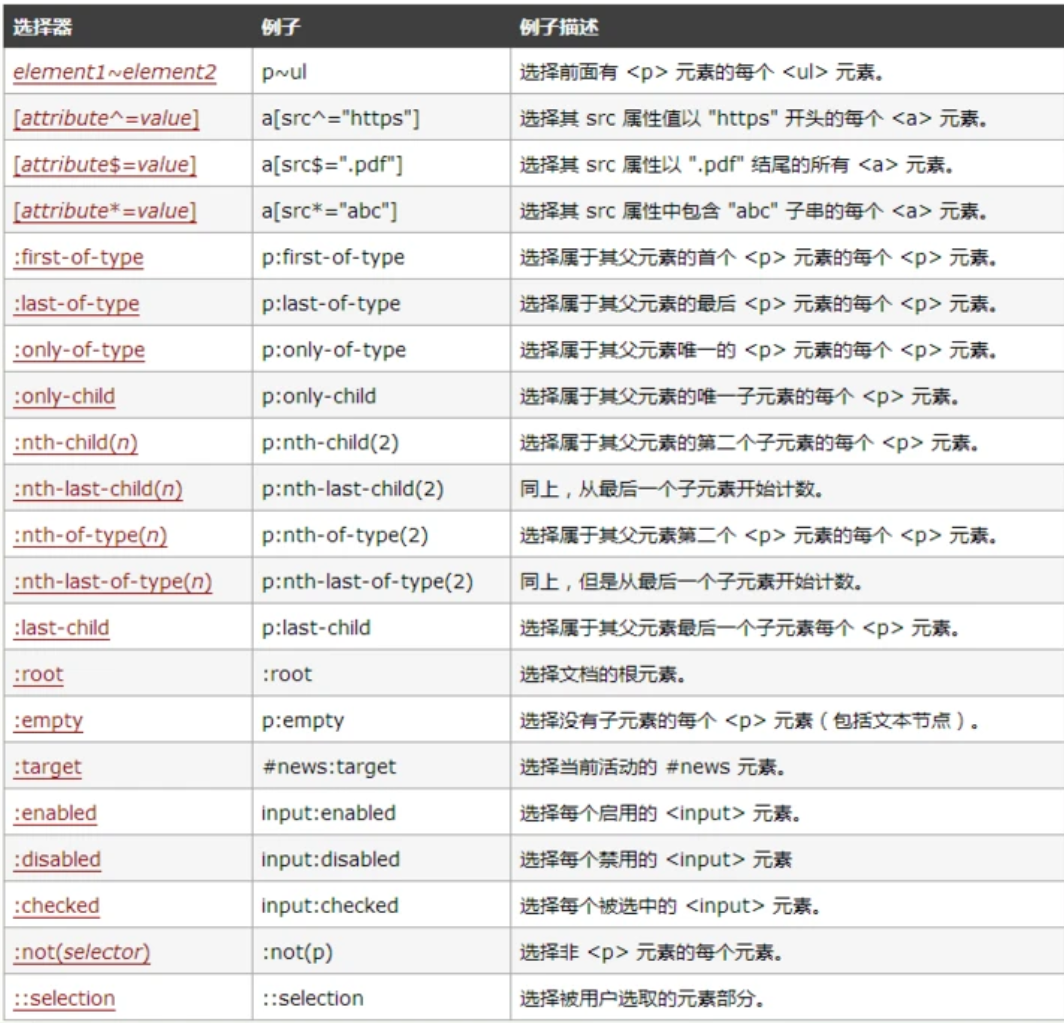 选择器 例子 例子描述
element1~element2 p~ul 选择前面有 <p> 元素的每个 <ul> 元素。
[attribute^=value] a[src^="https"] 选择其 src 属性值以 "https" 开头的每个 <a> 元素。
[attribute$=value] a[src$=".pdf"] 选择其 src 属性以 ".pdf" 结尾的所有 <a> 元素。
[attribute*=value] a[src*="abc"] 选择其 src 属性中包含 "abc" 子串的每个 <a> 元素。
:first-of-type p:first-of-type 选择属于其父元素的首个 <p> 元素的每个 <p> 元素。
:last-of-type p:last-of-type 选择属于其父元素的最后 <p> 元素的每个 <p> 元素。
:only-of-type p:only-of-type 选择属于其父元素唯一的 <p> 元素的每个 <p> 元素。
:only-child p:only-child 选择属于其父元素的唯一子元素的每个 <p> 元素。
:nth-child(n) p:nth-child(2) 选择属于其父元素的第二个子元素的每个 <p> 元素。
:nth-last-child(n) p:nth-last-child(2) 同上，从最后一个子元素开始计数。
:nth-of-type(n) p:nth-of-type(2) 选择属于其父元素第二个 <p> 元素的每个 <p> 元素。
:nth-last-of-type(n) p:nth-last-of-type(2) 同上，但是从最后一个子元素开始计数。
:last-child p:last-child 选择属于其父元素最后一个子元素每个 <p> 元素。
:root :root 选择文档的根元素。
:empty p:empty 选择没有子元素的每个 <p> 元素（包括文本节点）。
:target #news:target 选择当前活动的 #news 元素。
:enabled input:enabled 选择每个启用的 <input> 元素。
:disabled input:disabled 选择每个禁用的 <input> 元素
:checked input:checked 选择每个被选中的 <input> 元素。
:not(selector) :not(p) 选择非 <p> 元素的每个元素。
::selection ::selection 选择被用户选取的元素部分。